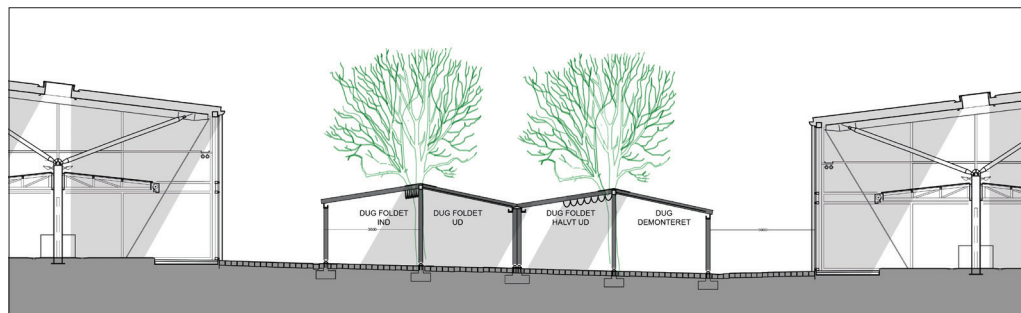 DUG FOLDET
IND
DUG FOLDET
UD
DUG FOLDET
HALVT UD
DUG
DEMONTERET